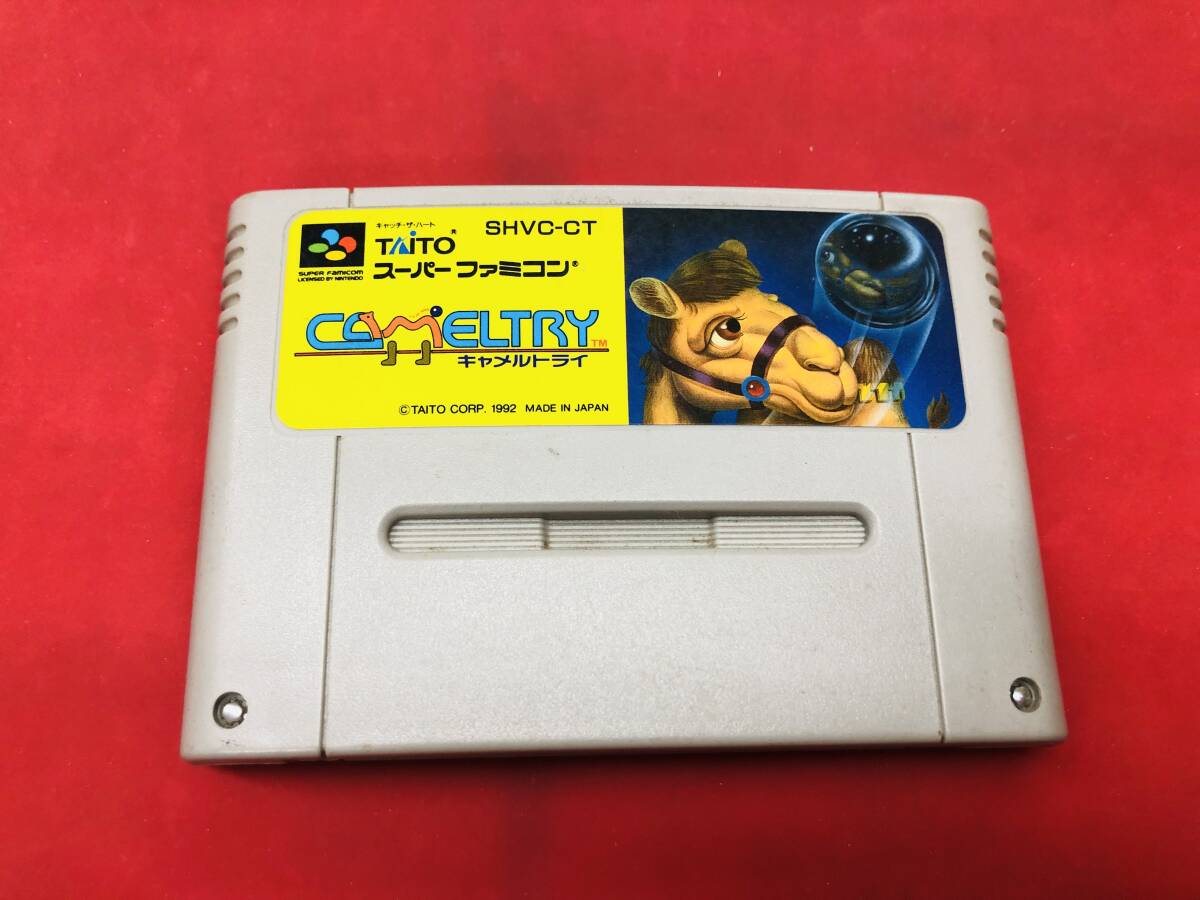 SUPER FAMICOM
LICENSED BY NINTENDO
キャッチ・ザ・ハート
TAITO®
SHVC-CT
スーパーファミコン®
CAMELTRY™
キャメルトライ
©TAITO CORP. 1992 MADE IN JAPAN